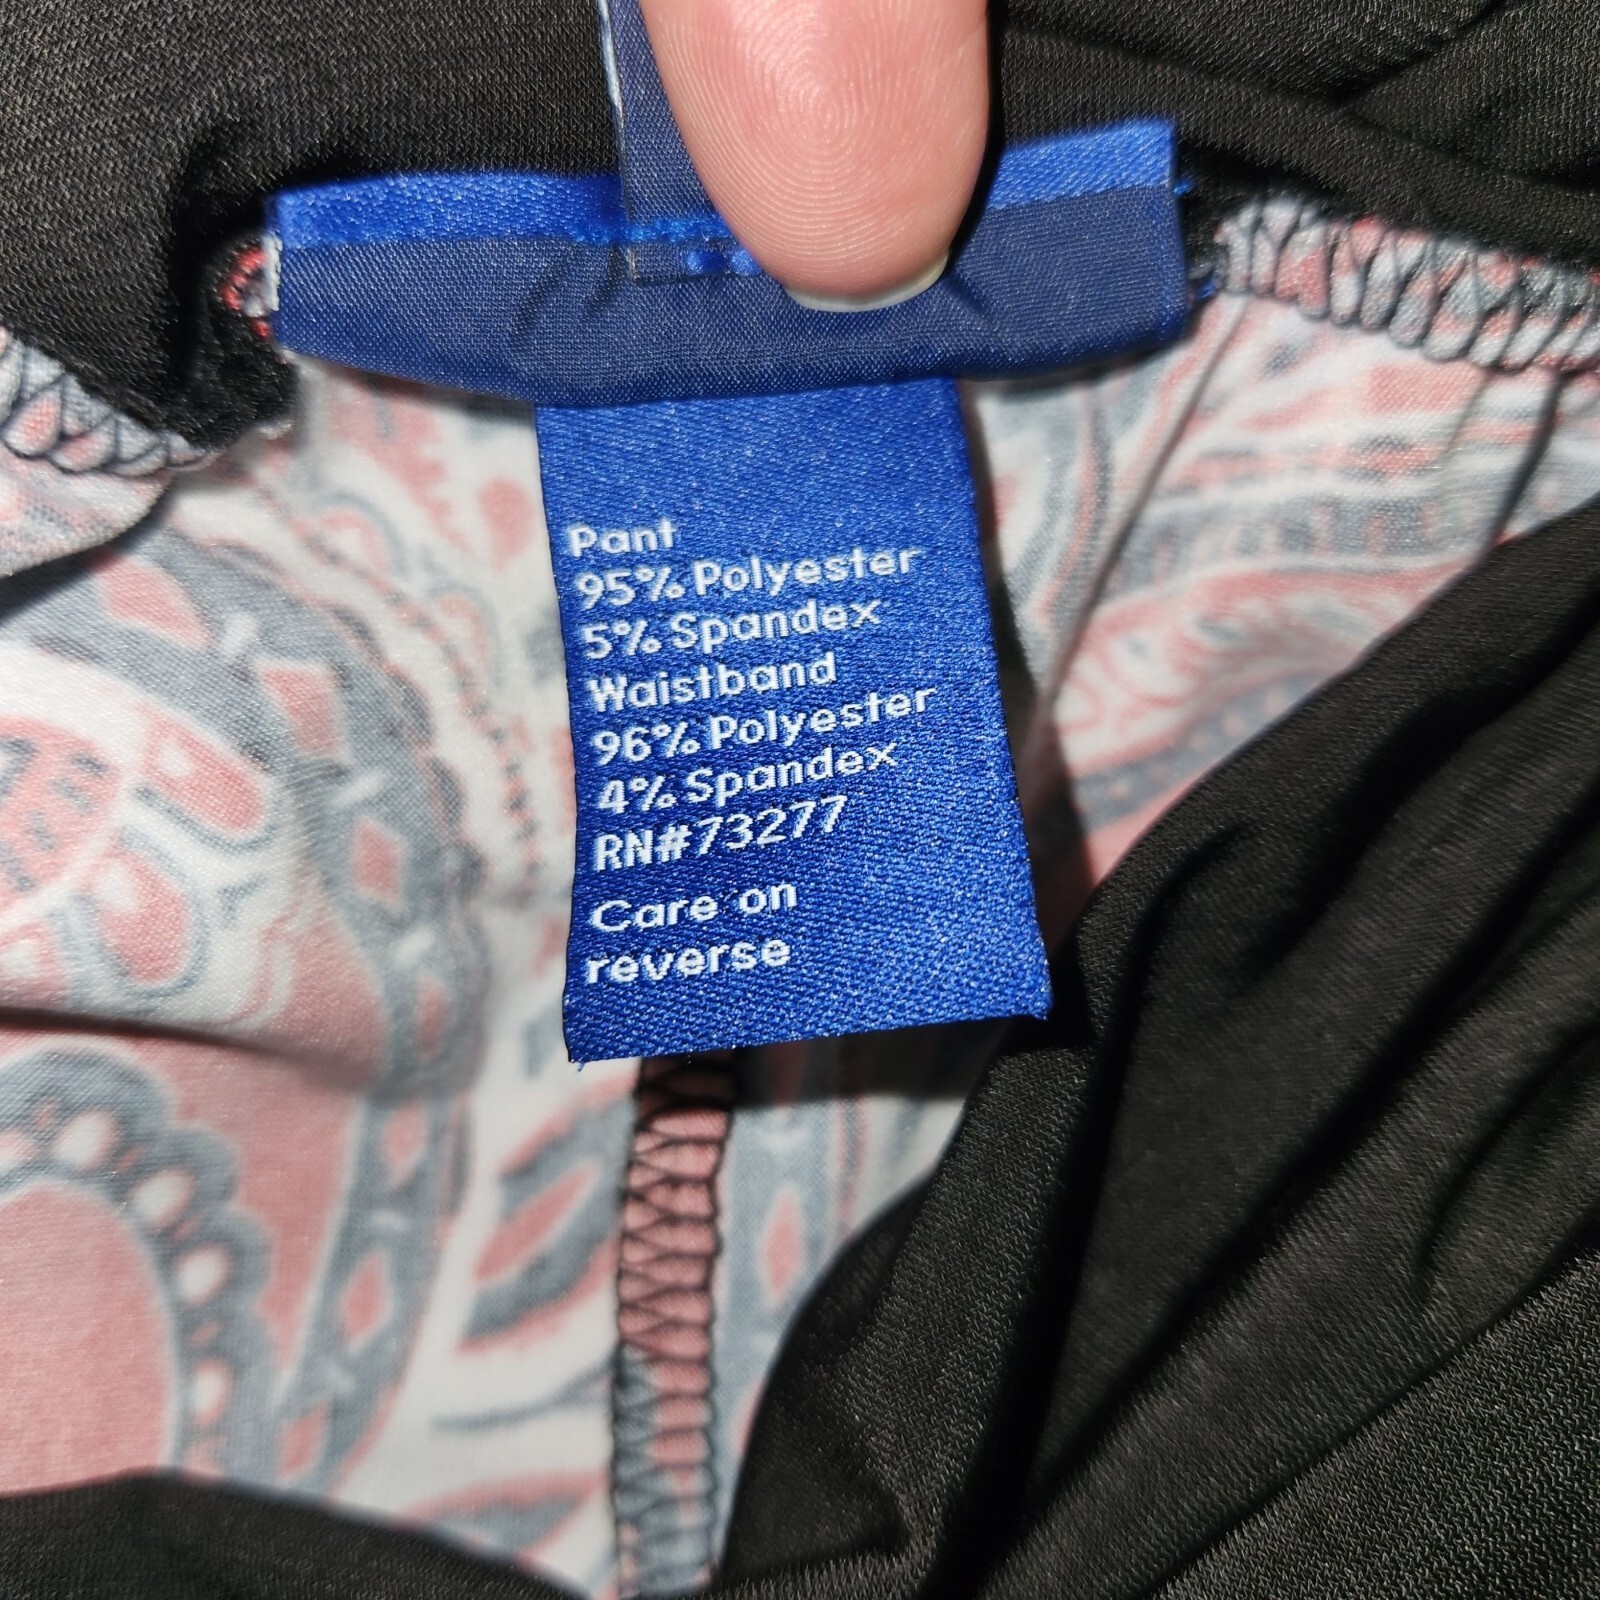 Pant
95% Polyester
5% Spandex
Waistband
96% Polyester
4% Spandex
RN#73277
Care on
reverse